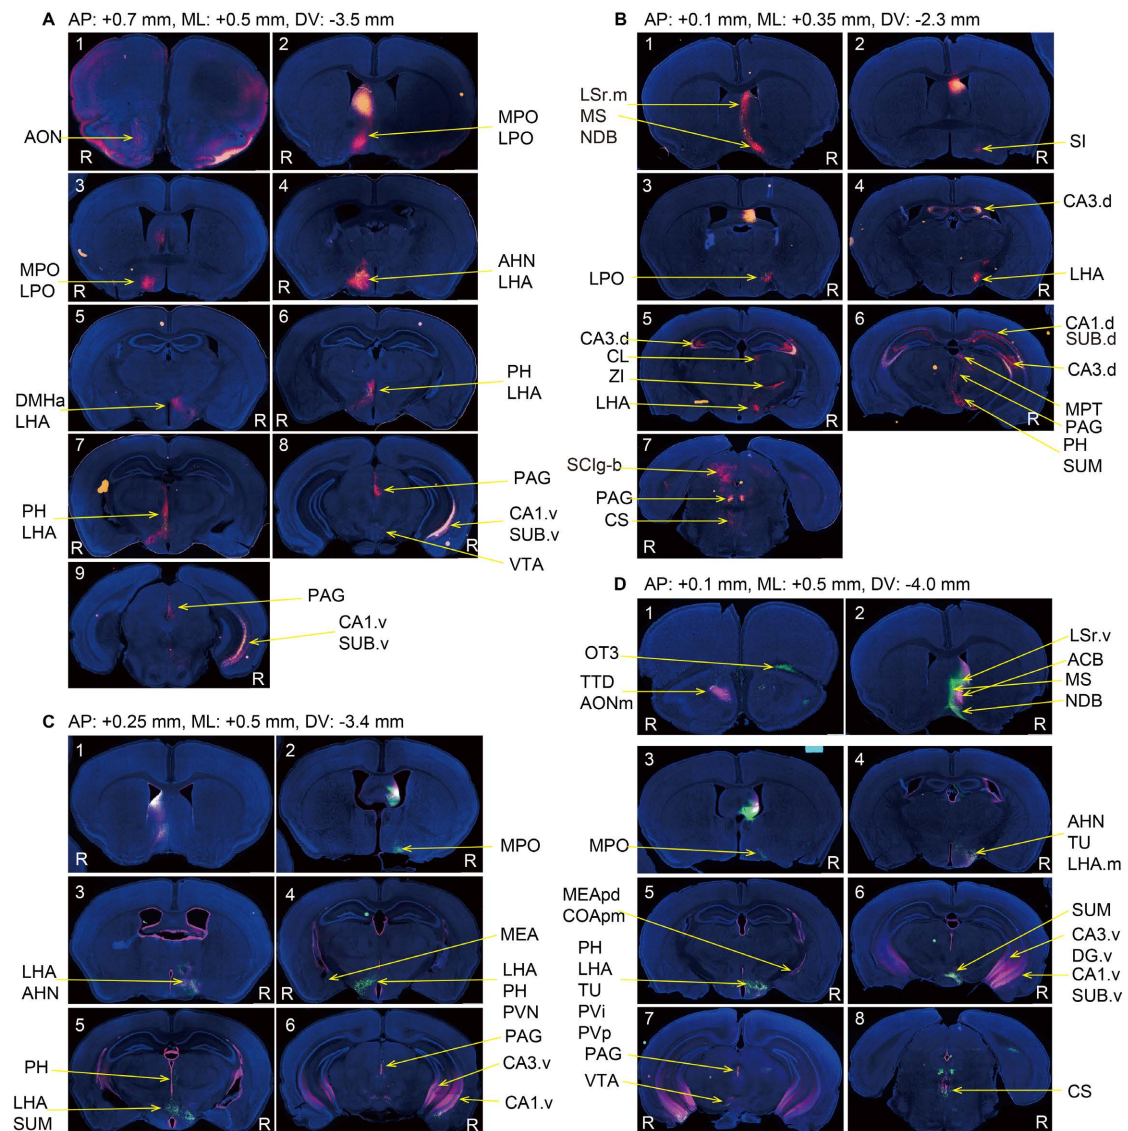 A AP: +0.7 mm, ML: +0.5 mm, DV: -3.5 mm
1
AON
R
2
MPO
LPO
R
3
MPO
LPO
R
4
AHN
LHA
R
5
DMHa
LHA
R
6
PH
LHA
R
7
PH
LHA
R
8
PAG
CA1.v
SUB.v
VTA
R
9
PAG
CA1.v
SUB.v
R
B AP: +0.1 mm, ML: +0.35 mm, DV: -2.3 mm
1
LSr.m
MS
NDB
R
2
SI
R
3
LPO
R
4
CA3.d
LHA
R
5
CA3.d
CL
ZI
LHA
R
6
CA1.d
SUB.d
CA3.d
MPT
PAG
PH
SUM
R
7
SCIg-b
PAG
CS
R
C AP: +0.25 mm, ML: +0.5 mm, DV: -3.4 mm
1
R
2
MPO
R
3
LHA
AHN
R
4
MEA
LHA
PH
PVN
R
5
PH
LHA
SUM
R
6
PAG
CA3.v
CA1.v
R
D AP: +0.1 mm, ML: +0.5 mm, DV: -4.0 mm
1
OT3
TTD
AONm
R
2
LSr.v
ACB
MS
NDB
R
3
MPO
R
4
AHN
TU
LHA.m
R
5
MEApd
COApm
PH
LHA
TU
PVi
PVp
R
6
SUM
CA3.v
DG.v
CA1.v
SUB.v
R
7
PAG
VTA
R
8
CS
R